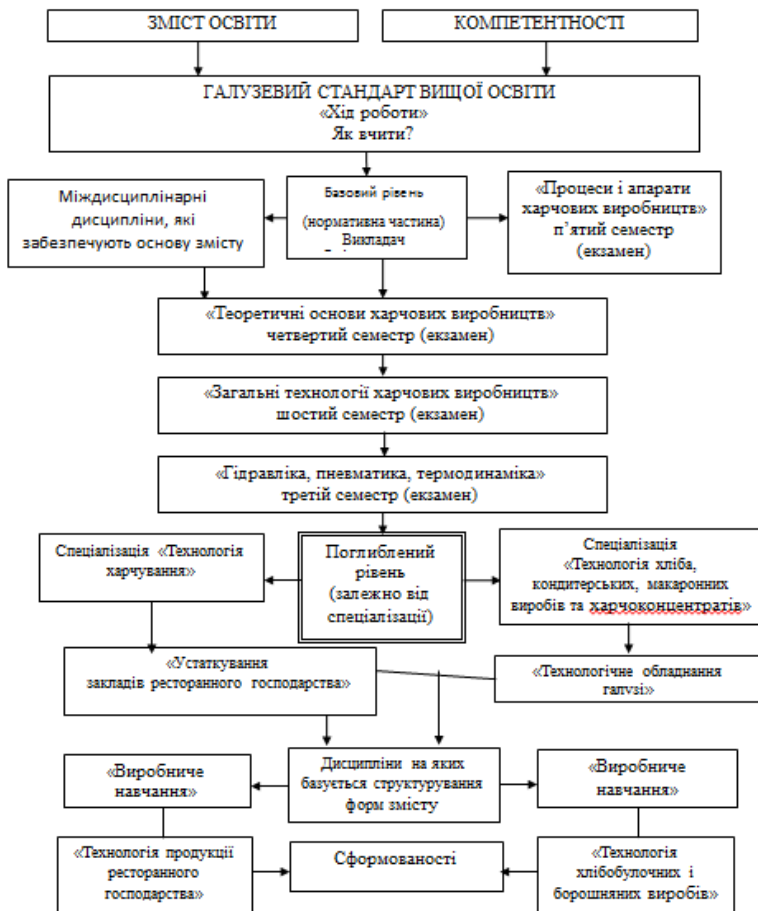 ЗМІСТ ОСВІТИ
КОМПЕТЕНТНОСТІ
ГАЛУЗЕВИЙ СТАНДАРТ ВИЩОЇ ОСВІТИ
«Хід роботи»
Як вчити?
Міждисциплінарні
дисципліни, які
забезпечують основу змісту
Базовий рівень
(нормативна частина)
Викладач
«Процеси і апарати
харчових виробництв»
п’ятий семестр
(екзамен)
«Теоретичні основи харчових виробництв»
четвертий семестр (екзамен)
«Загальні технології харчових виробництв»
шостий семестр (екзамен)
«Гідравліка, пневматика, термодинаміка»
третій семестр (екзамен)
Спеціалізація «Технологія
харчування»
Поглиблений
рівень
(залежно від
спеціалізації)
Спеціалізація
«Технологія хліба,
кондитерських, макаронних
виробів та харчоконцентратів»
«Устаткування
закладів ресторанного господарства»
«Технологічне обладнання
галузі»
«Виробниче
навчання»
Дисципліни на яких
базується структурування
форм змісту
«Виробниче
навчання»
«Технологія продукції
ресторанного
господарства»
Сформованості
«Технологія
хлібобулочних і
борошняних виробів»